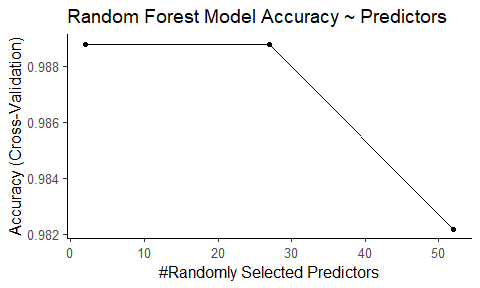 Random Forest Model Accuracy ~ Predictors
Accuracy (Cross-Validation)
0.988
0.986
0.984
0.982
0 10 20 30 40 50
#Randomly Selected Predictors